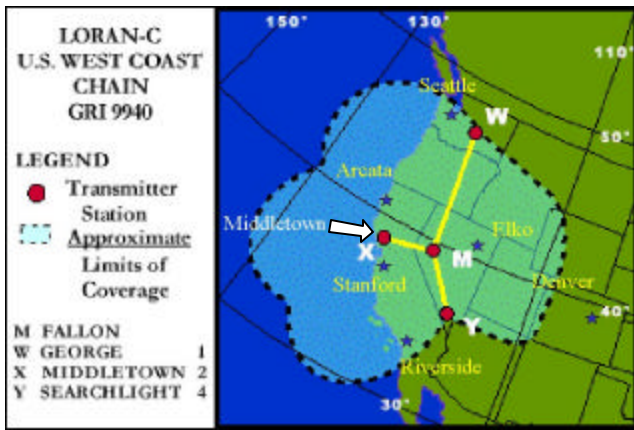 LORAN-C
U.S. WEST COAST
CHAIN
GRI 9940
LEGEND
Transmitter
Station
Approximate
Limits of
Coverage
M FALLON
W GEORGE 1
X MIDDLETOWN 2
Y SEARCHLIGHT 4
150°
130°
110°
Seattle
W
50°
Arcata
Middletown
X
Elko
M
Stanford
Denver
40°
Y
Riverside
30°